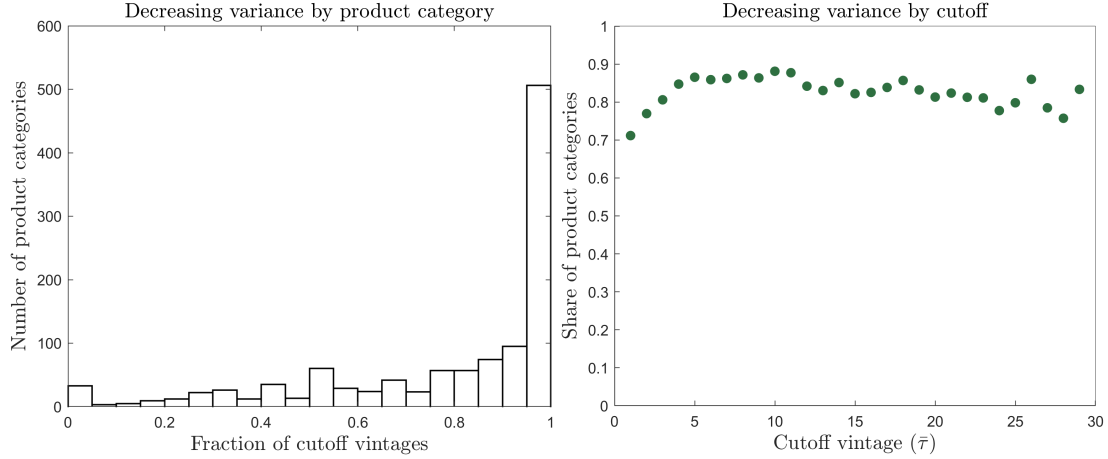 Decreasing variance by product category
600
500
400
300
200
100
0
0 0.2 0.4 0.6 0.8 1
Number of product categories
Fraction of cutoff vintages
Decreasing variance by cutoff
1
0.9
0.8
0.7
0.6
0.5
0.4
0.3
0.2
0.1
0
0 5 10 15 20 25 30
Share of product categories
Cutoff vintage (τ̄)